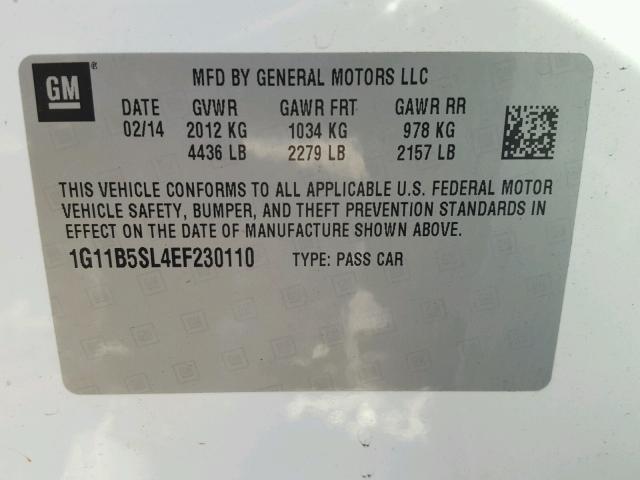 GM ®
MFD BY GENERAL MOTORS LLC
DATE GVWR GAWR FRT GAWR RR
02/14 2012 KG 1034 KG 978 KG
4436 LB 2279 LB 2157 LB
THIS VEHICLE CONFORMS TO ALL APPLICABLE U.S. FEDERAL MOTOR
VEHICLE SAFETY, BUMPER, AND THEFT PREVENTION STANDARDS IN
EFFECT ON THE DATE OF MANUFACTURE SHOWN ABOVE.
1G11B5SL4EF230110 TYPE: PASS CAR